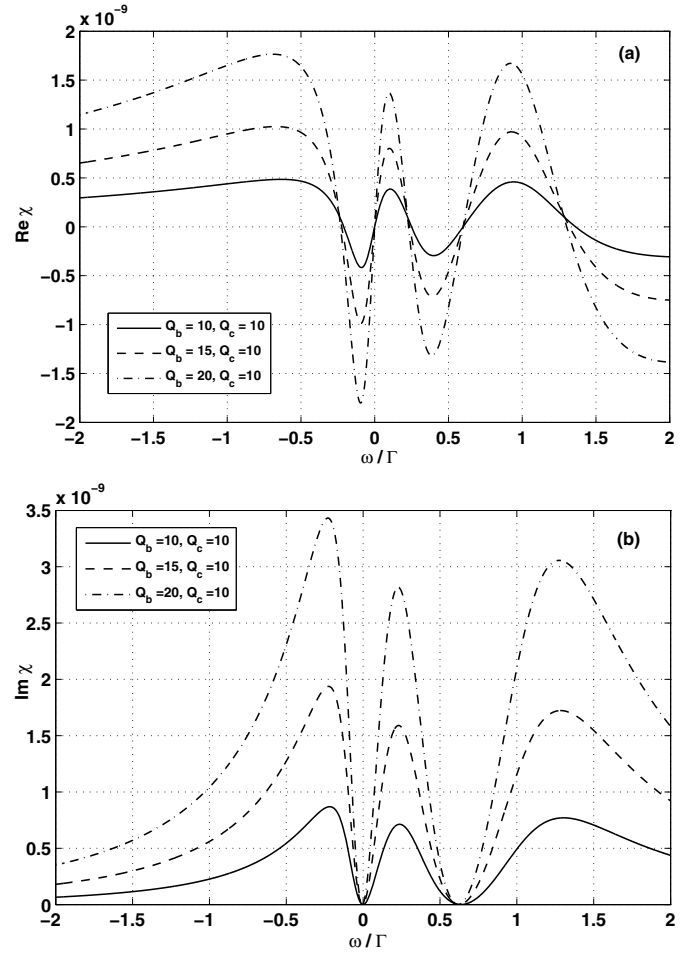 x 10⁻⁹
2
1.5
1
0.5
0
−0.5
−1
−1.5
−2
Re χ
(a)
Q_b = 10, Q_c = 10
Q_b = 15, Q_c =10
Q_b = 20, Q_c =10
−2 −1.5 −1 −0.5 0 0.5 1 1.5 2
ω / Γ
x 10⁻⁹
3.5
3
2.5
2
1.5
1
0.5
0
Im χ
(b)
Q_b =10, Q_c =10
Q_b =15, Q_c =10
Q_b =20, Q_c =10
−2 −1.5 −1 −0.5 0 0.5 1 1.5 2
ω / Γ